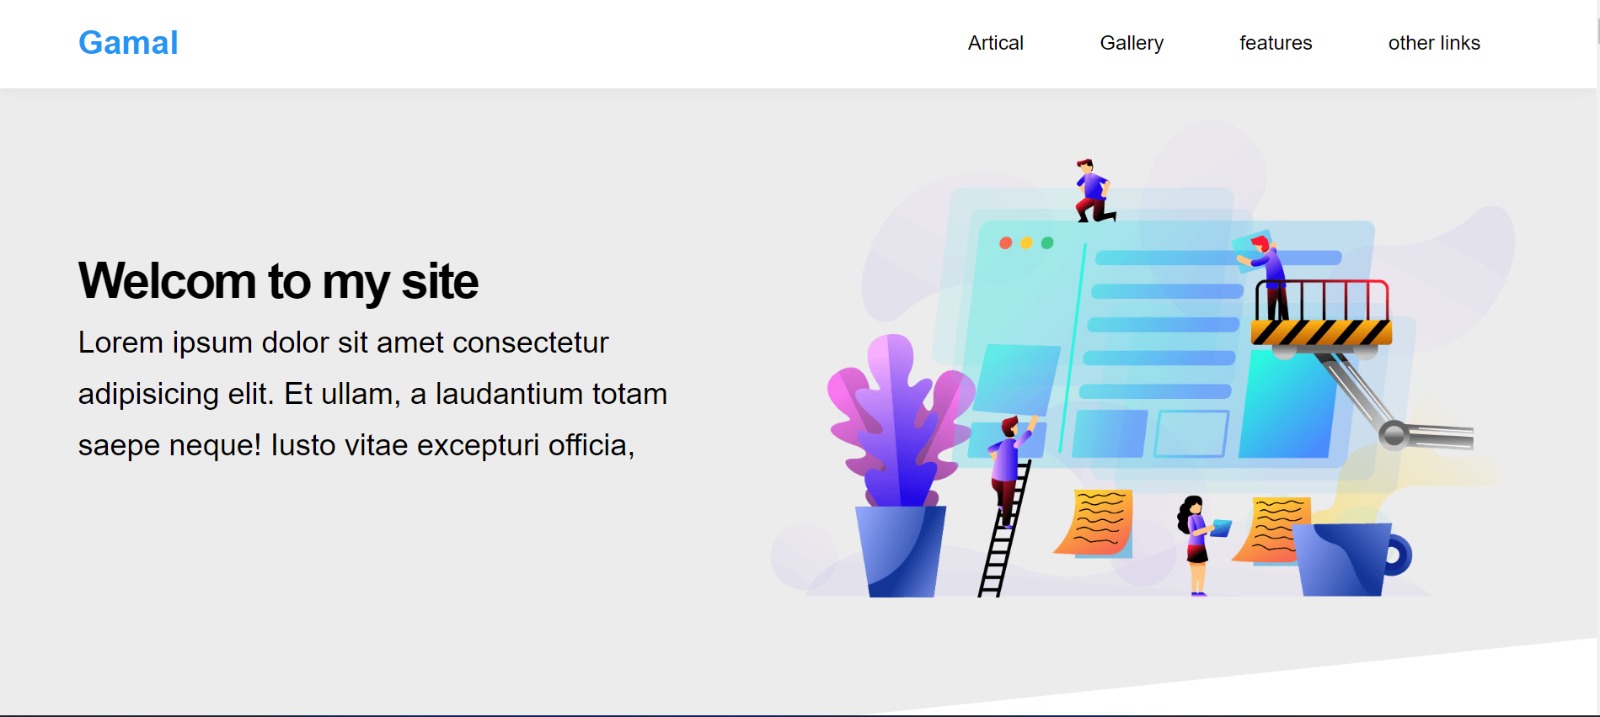 Gamal
Artical
Gallery
features
other links
Welcom to my site
Lorem ipsum dolor sit amet consectetur
adipisicing elit. Et ullam, a laudantium totam
saepe neque! Iusto vitae excepturi officia,